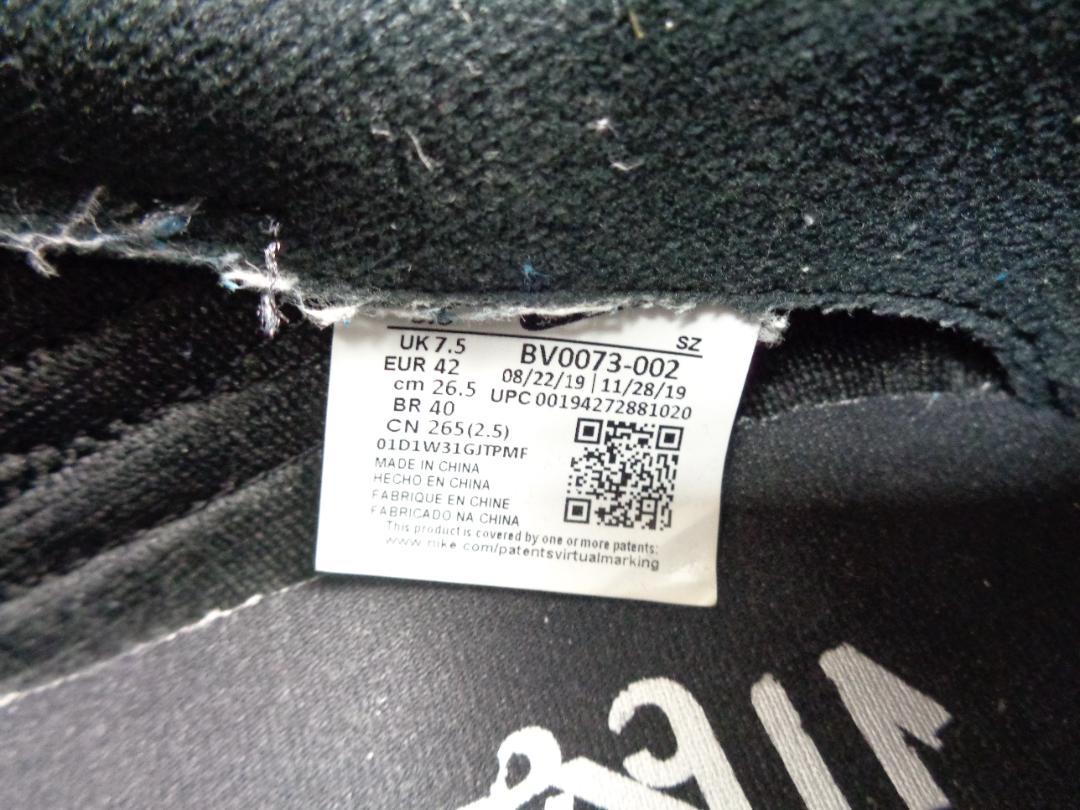 SZ
UK 7.5
EUR 42
cm 26.5
BR 40
CN 265(2.5)
01D1W31GJTPMF
MADE IN CHINA
HECHO EN CHINA
FABRIQUE EN CHINE
FABRICADO NA CHINA
BV0073-002
08/22/19 | 11/28/19
UPC 00194272881020
This product is covered by one or more patents:
www.nike.com/patentsvirtualmarking